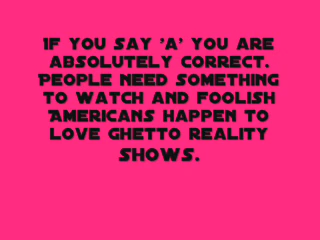 If you say 'A' you are
absolutely correct.
People need something
to watch and foolish
Americans happen to
love ghetto reality
shows.